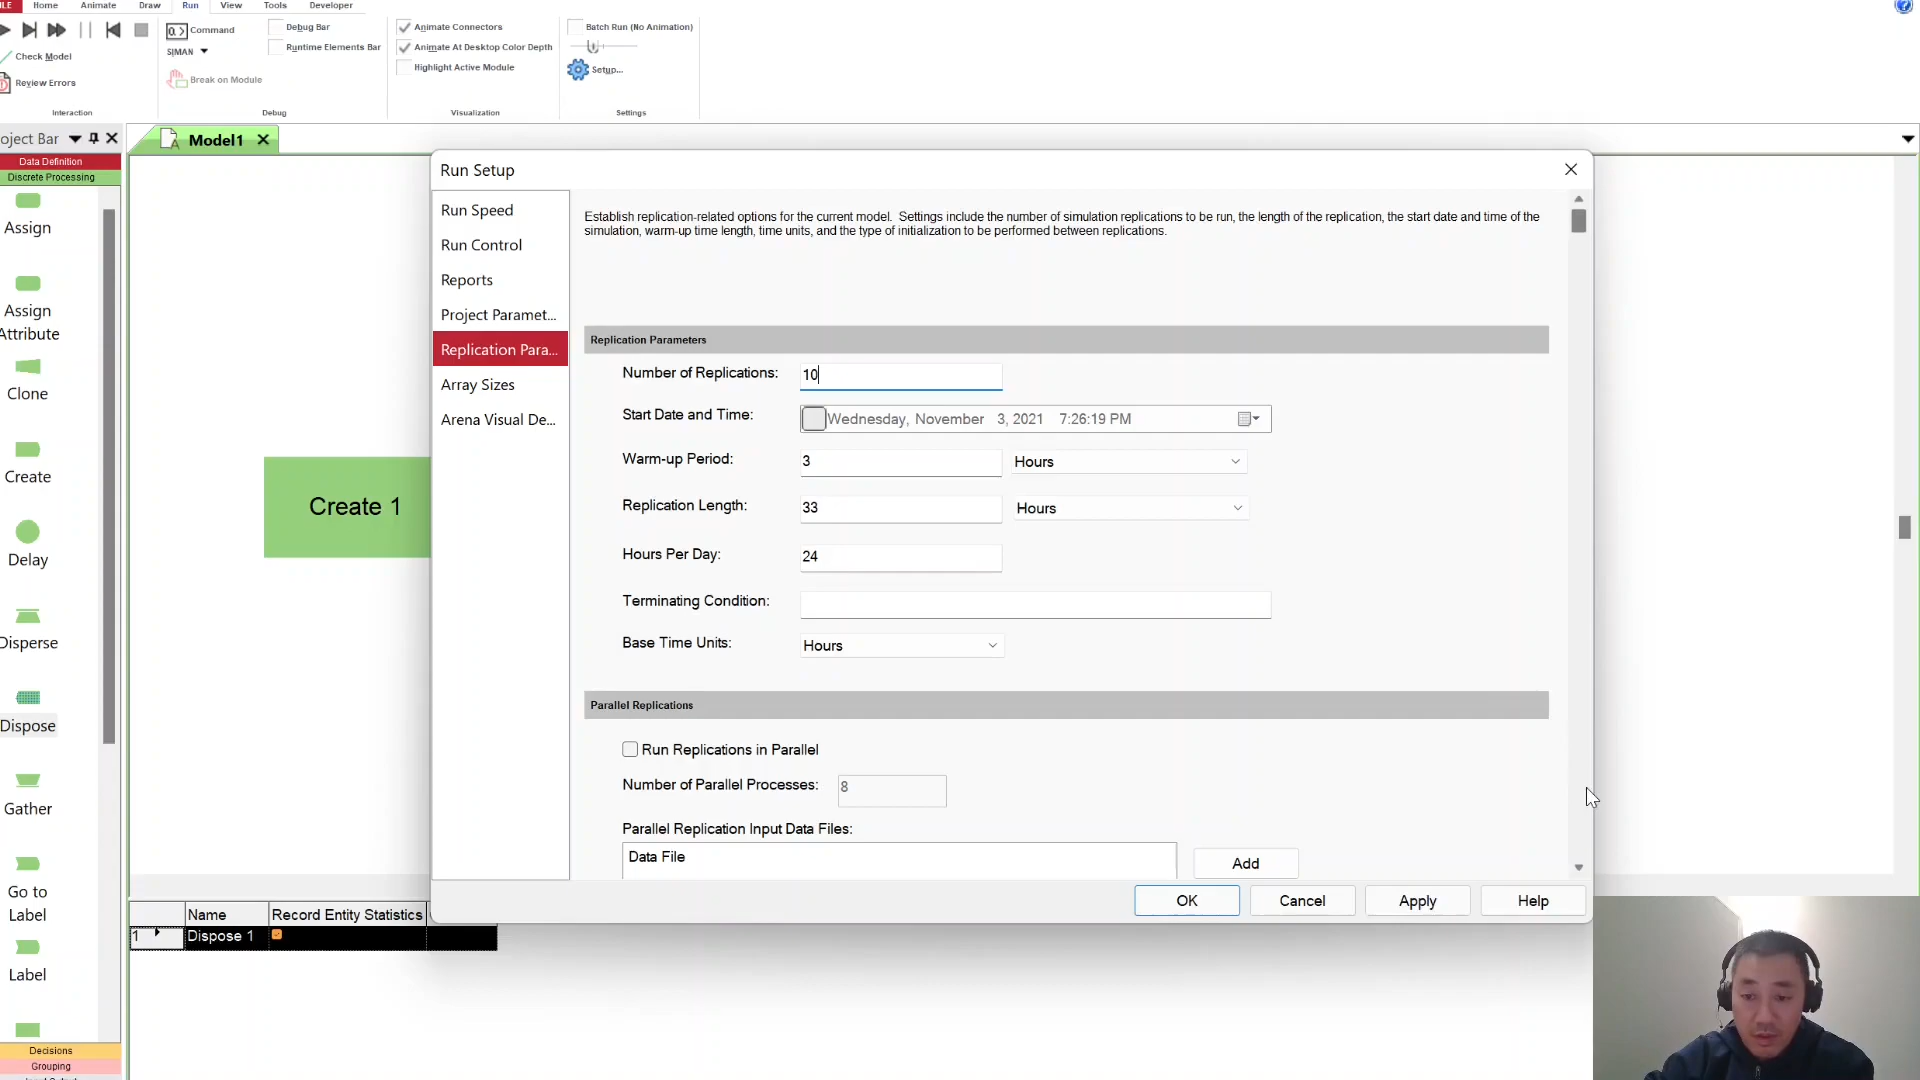 Home Animate Draw Run View Tools Developer
Command
Debug Bar
Animate Connectors
Batch Run (No Animation)
SIMAN
Runtime Elements Bar
Animate At Desktop Color Depth
Check Model
Highlight Active Module
Setup...
Review Errors
Break on Module
Interaction
Debug
Visualization
Settings
oject Bar
Model1
Data Definition
Discrete Processing
Assign
Assign
Attribute
Clone
Create
Delay
Disperse
Dispose
Gather
Go to
Label
Label
Decisions
Grouping
Create 1
Run Setup
Run Speed
Run Control
Reports
Project Paramet...
Replication Para...
Array Sizes
Arena Visual De...
Establish replication-related options for the current model. Settings include the number of simulation replications to be run, the length of the replication, the start date and time of the
simulation, warm-up time length, time units, and the type of initialization to be performed between replications.
Replication Parameters
Number of Replications: 10
Start Date and Time: Wednesday, November 3, 2021 7:26:19 PM
Warm-up Period: 3 Hours
Replication Length: 33 Hours
Hours Per Day: 24
Terminating Condition:
Base Time Units: Hours
Parallel Replications
Run Replications in Parallel
Number of Parallel Processes: 8
Parallel Replication Input Data Files:
Data File
Add
OK Cancel Apply Help
Name Record Entity Statistics
1 Dispose 1